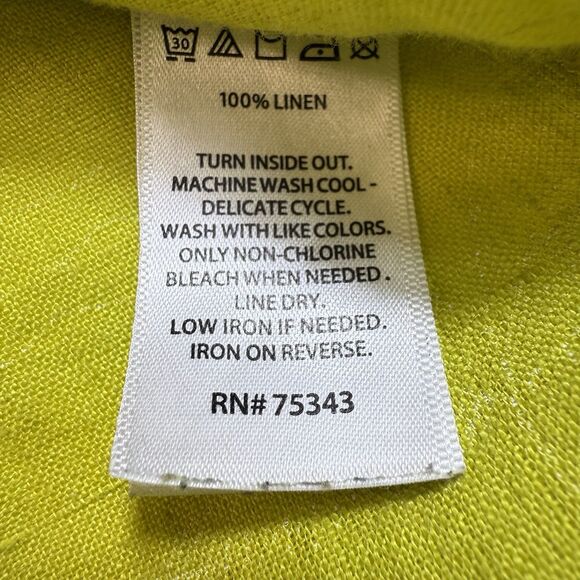 30
100% LINEN
TURN INSIDE OUT.
MACHINE WASH COOL -
DELICATE CYCLE.
WASH WITH LIKE COLORS.
ONLY NON-CHLORINE
BLEACH WHEN NEEDED.
LINE DRY.
LOW IRON IF NEEDED.
IRON ON REVERSE.
RN# 75343